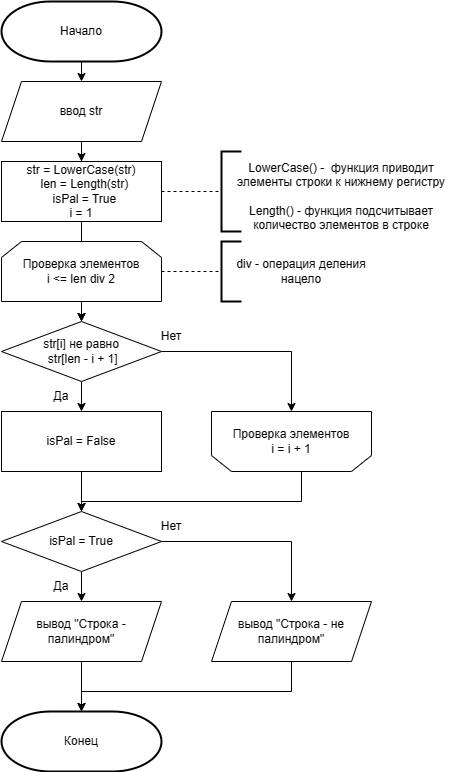 Начало
ввод str
str = LowerCase(str)
len = Length(str)
isPal = True
i = 1
LowerCase() - функция приводит
элементы строки к нижнему регистру
Length() - функция подсчитывает
количество элементов в строке
Проверка элементов
i <= len div 2
div - операция деления
нацело
str[i] не равно
str[len - i + 1]
Нет
Да
isPal = False
Проверка элементов
i = i + 1
isPal = True
Нет
Да
вывод "Строка -
палиндром"
вывод "Строка - не
палиндром"
Конец